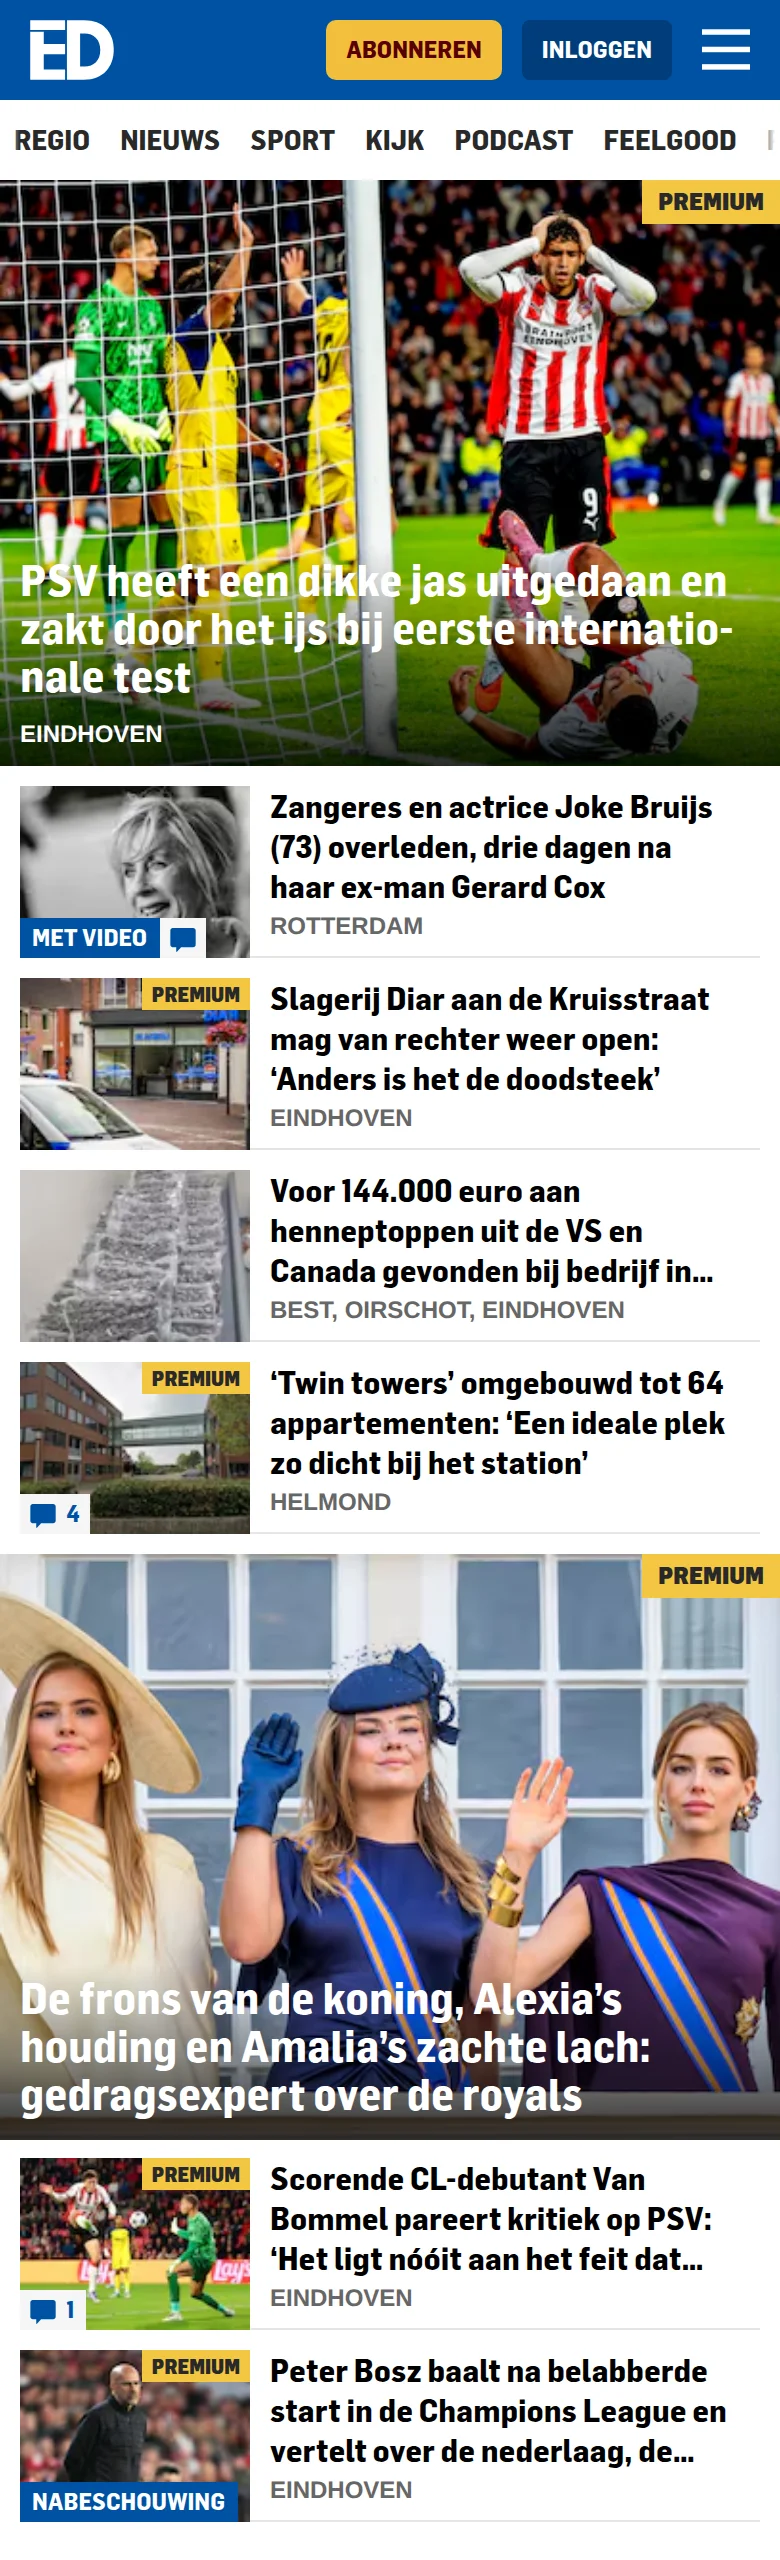 ED
ABONNEREN
INLOGGEN
REGIO NIEUWS SPORT KIJK PODCAST FEELGOOD
PREMIUM
BRAINPORT
EINDHOVEN
9
2
PSV heeft een dikke jas uitgedaan en
zakt door het ijs bij eerste internatio-
nale test
EINDHOVEN
Zangeres en actrice Joke Bruijs
(73) overleden, drie dagen na
haar ex-man Gerard Cox
ROTTERDAM
MET VIDEO
PREMIUM
Slagerij Diar aan de Kruisstraat
mag van rechter weer open:
‘Anders is het de doodsteek’
EINDHOVEN
Voor 144.000 euro aan
henneptoppen uit de VS en
Canada gevonden bij bedrijf in...
BEST, OIRSCHOT, EINDHOVEN
PREMIUM
4
‘Twin towers’ omgebouwd tot 64
appartementen: ‘Een ideale plek
zo dicht bij het station’
HELMOND
PREMIUM
De frons van de koning, Alexia’s
houding en Amalia’s zachte lach:
gedragsexpert over de royals
PREMIUM
Lay's
1
Scorende CL-debutant Van
Bommel pareert kritiek op PSV:
‘Het ligt nóóit aan het feit dat...
EINDHOVEN
PREMIUM
NABESCHOUWING
Peter Bosz baalt na belabberde
start in de Champions League en
vertelt over de nederlaag, de...
EINDHOVEN